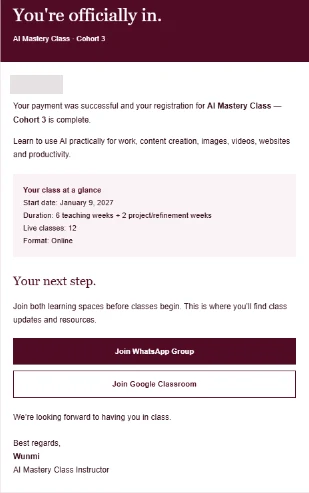 You're officially in.
AI Mastery Class · Cohort 3
Your payment was successful and your registration for AI Mastery Class —
Cohort 3 is complete.
Learn to use AI practically for work, content creation, images, videos, websites
and productivity.
Your class at a glance
Start date: January 9, 2027
Duration: 6 teaching weeks + 2 project/refinement weeks
Live classes: 12
Format: Online
Your next step.
Join both learning spaces before classes begin. This is where you'll find class
updates and resources.
Join WhatsApp Group
Join Google Classroom
We're looking forward to having you in class.
Best regards,
Wunmi
AI Mastery Class Instructor